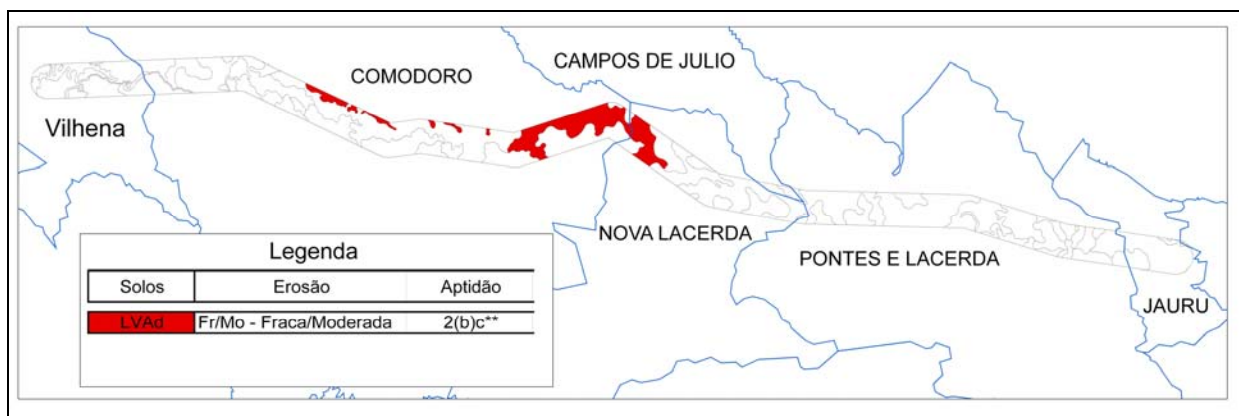 CAMPOS DE JULIO
COMODORO
Vilhena
NOVA LACERDA
PONTES E LACERDA
JAURU
Legenda
Solos Erosão Aptidão
LVAd Fr/Mo - Fraca/Moderada 2(b)c**